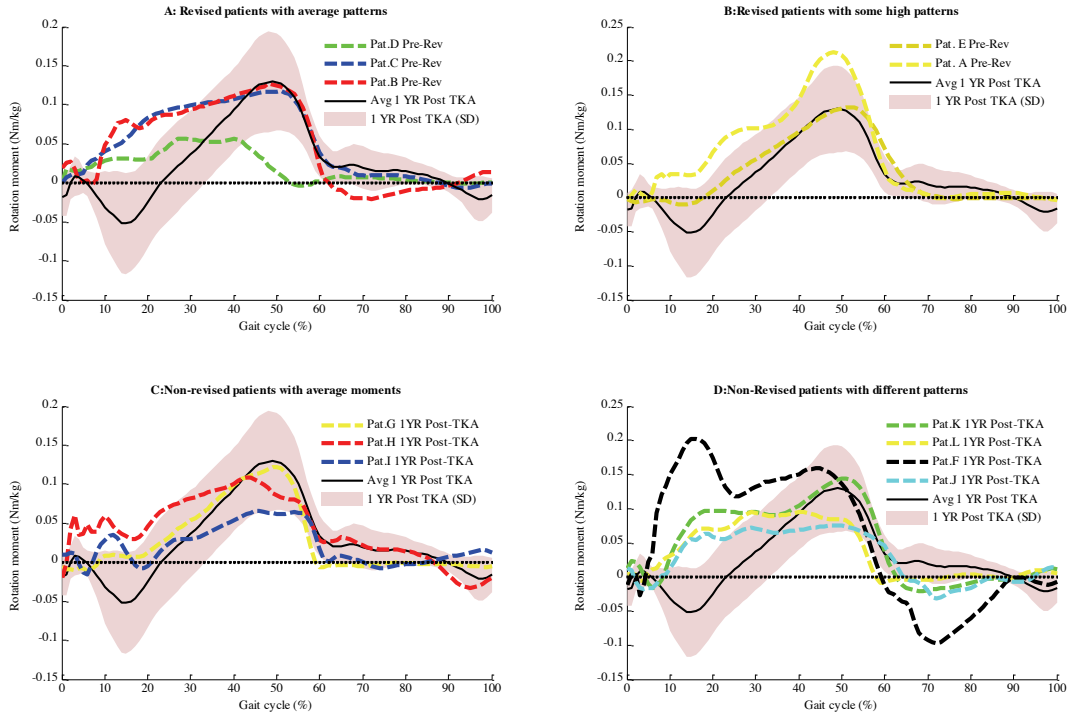 A: Revised patients with average patterns
0.2
0.15
0.1
0.05
0
-0.05
-0.1
-0.15
Rotation moment (Nm/kg)
Pat.D Pre-Rev
Pat.C Pre-Rev
Pat.B Pre-Rev
Avg 1 YR Post TKA
1 YR Post TKA (SD)
0 10 20 30 40 50 60 70 80 90 100
Gait cycle (%)
B:Revised patients with some high patterns
0.25
0.2
0.15
0.1
0.05
0
-0.05
-0.1
-0.15
Rotation moment (Nm/kg)
Pat. E Pre-Rev
Pat. A Pre-Rev
Avg 1 YR Post TKA
1 YR Post TKA (SD)
0 10 20 30 40 50 60 70 80 90 100
Gait cycle (%)
C:Non-revised patients with average moments
0.2
0.15
0.1
0.05
0
-0.05
-0.1
-0.15
Rotation moment (Nm/kg)
Pat.G 1YR Post-TKA
Pat.H 1YR Post-TKA
Pat.I 1YR Post-TKA
Avg 1 YR Post TKA
1 YR Post TKA (SD)
0 10 20 30 40 50 60 70 80 90 100
Gait cycle (%)
D:Non-Revised patients with different patterns
0.25
0.2
0.15
0.1
0.05
0
-0.05
-0.1
-0.15
Rotation moment (Nm/kg)
Pat.K 1YR Post-TKA
Pat.L 1YR Post-TKA
Pat.F 1YR Post-TKA
Pat.J 1YR Post-TKA
Avg 1 YR Post TKA
1 YR Post TKA (SD)
0 10 20 30 40 50 60 70 80 90 100
Gait cycle (%)